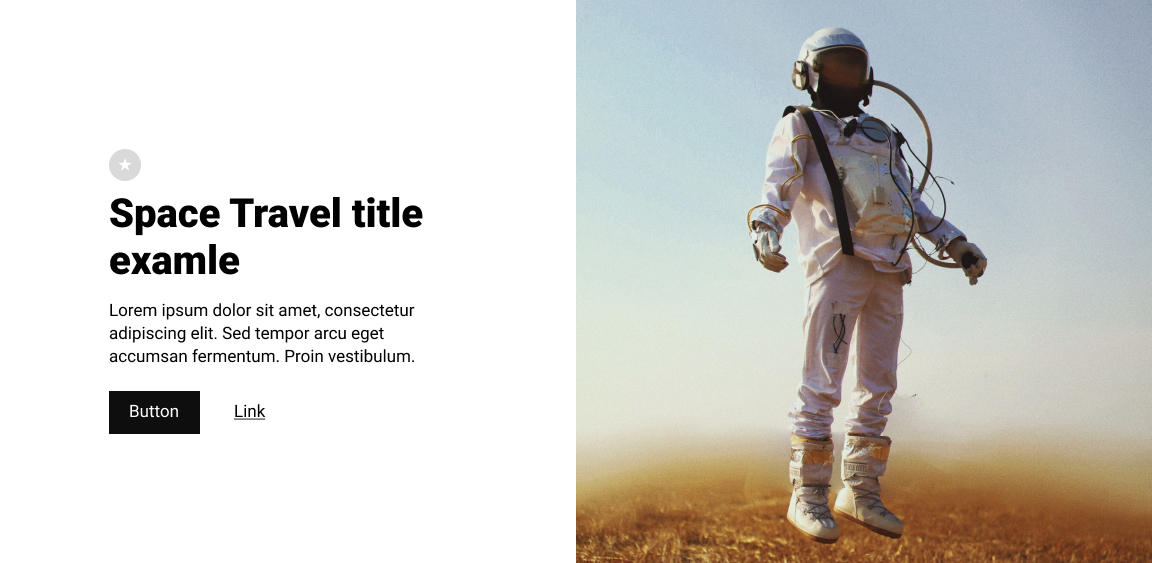 Space Travel title
examle
Lorem ipsum dolor sit amet, consectetur
adipiscing elit. Sed tempor arcu eget
accumsan fermentum. Proin vestibulum.
Button
Link